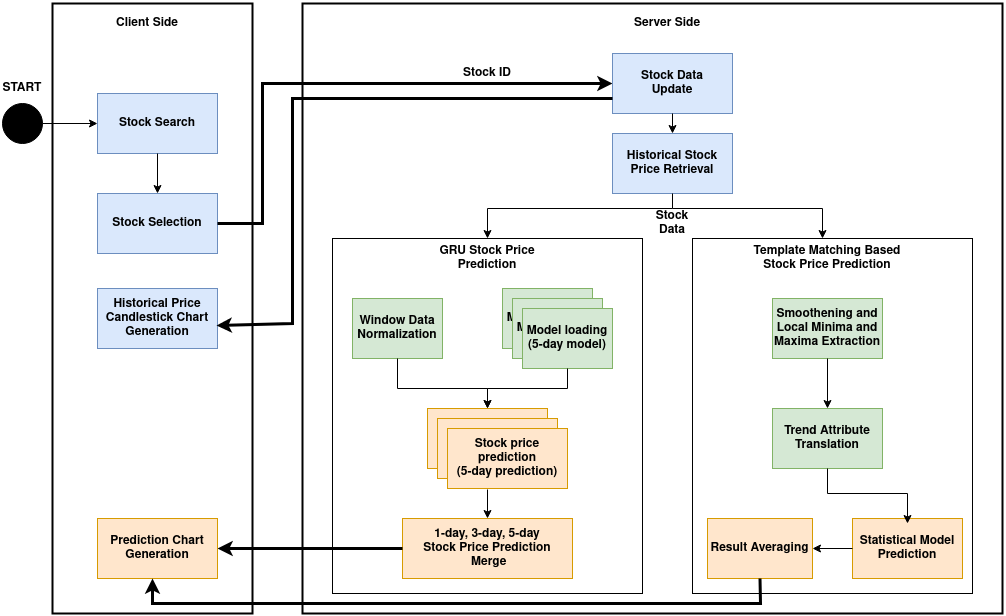 Client Side
Server Side
START
Stock Search
Stock Selection
Historical Price
Candlestick Chart
Generation
Prediction Chart
Generation
Stock ID
Stock Data
Update
Historical Stock
Price Retrieval
Stock
Data
GRU Stock Price
Prediction
Window Data
Normalization
M
M
Model loading
(5-day model)
Stock price
prediction
(5-day prediction)
1-day, 3-day, 5-day
Stock Price Prediction
Merge
Template Matching Based
Stock Price Prediction
Smoothening and
Local Minima and
Maxima Extraction
Trend Attribute
Translation
Statistical Model
Prediction
Result Averaging